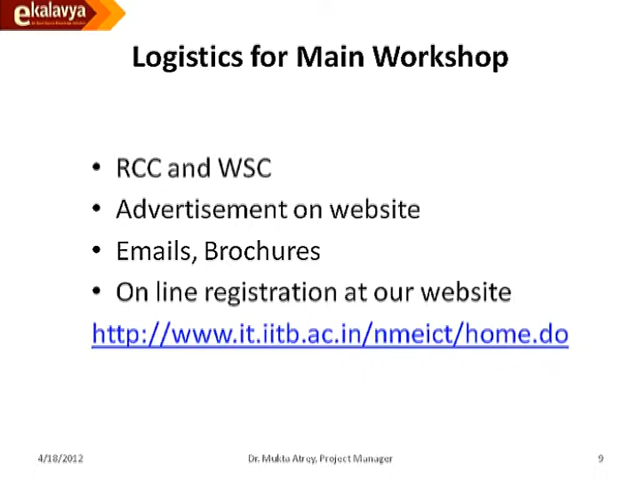 ekalavya
Logistics for Main Workshop
• RCC and WSC
• Advertisement on website
• Emails, Brochures
• On line registration at our website
http://www.it.iitb.ac.in/nmeict/home.do
4/18/2012
Dr. Mukta Atrey, Project Manager
9